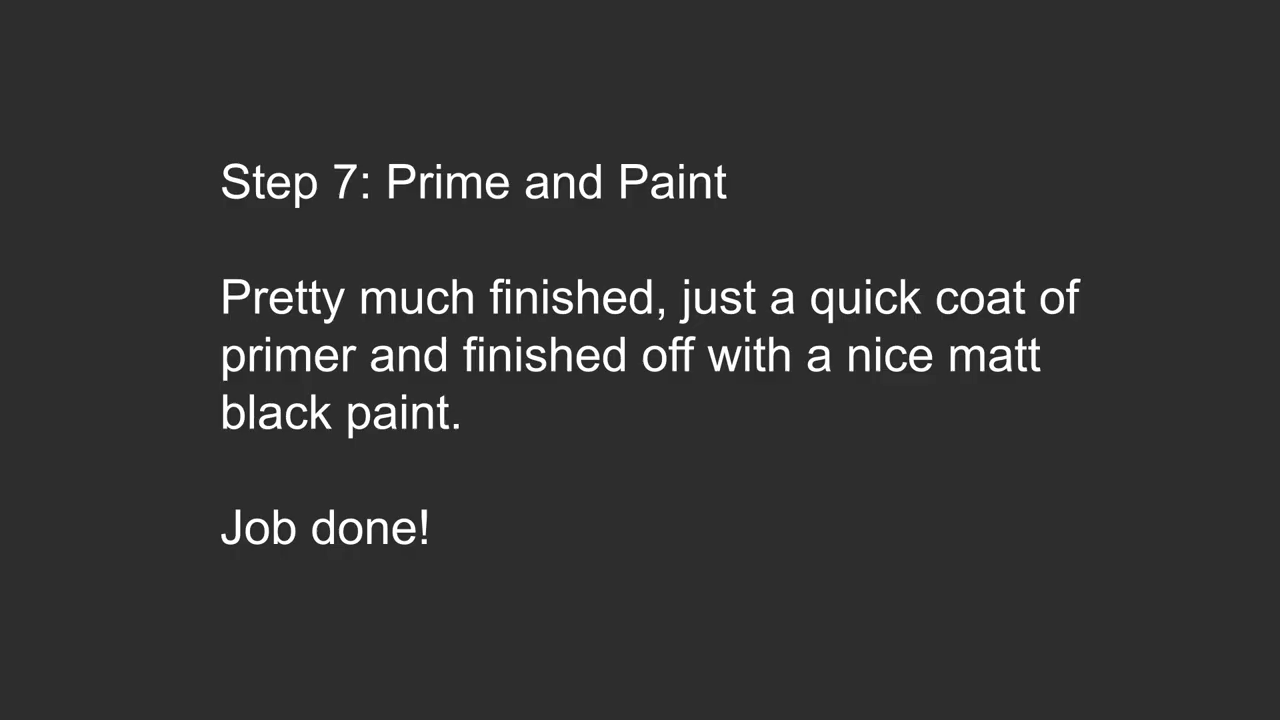 Step 7: Prime and Paint
Pretty much finished, just a quick coat of
primer and finished off with a nice matt
black paint.
Job done!